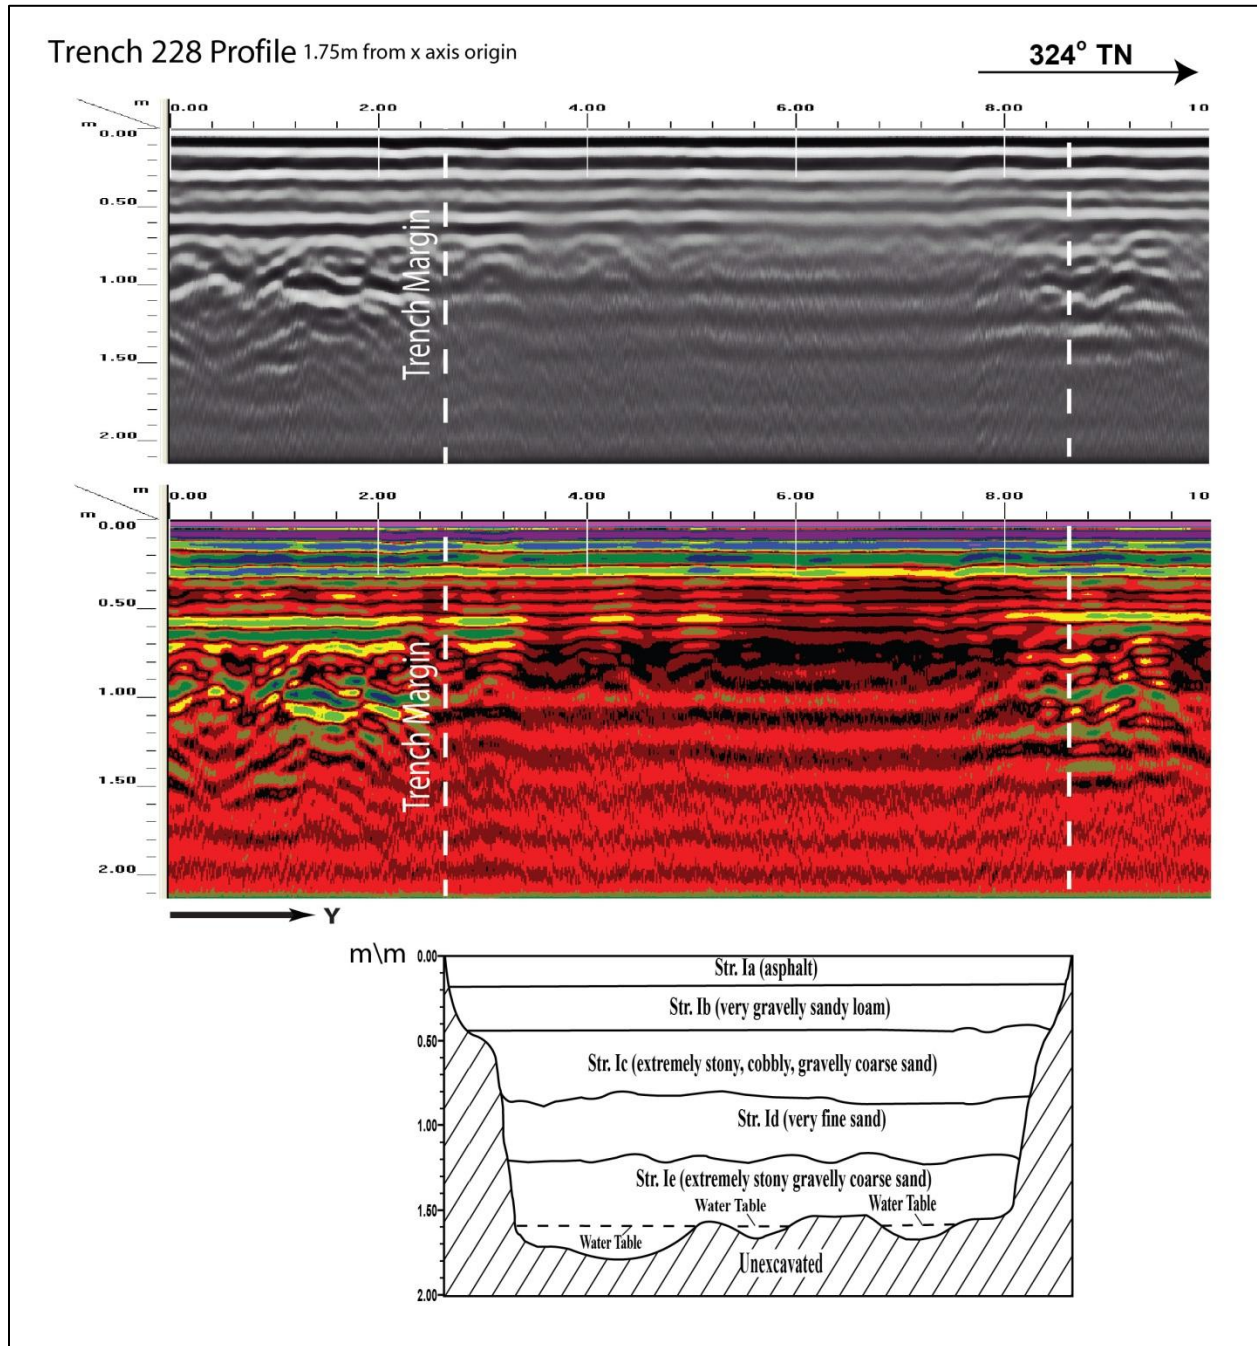 Trench 228 Profile 1.75m from x axis origin
324° TN
m 0.00 2.00 4.00 6.00 8.00 10
m
0.00
0.50
1.00
1.50
2.00
Trench Margin
m 0.00 2.00 4.00 6.00 8.00 10
m
0.00
0.50
1.00
1.50
2.00
Trench Margin
Y
m\m
0.00
0.50
1.00
1.50
2.00
Str. Ia (asphalt)
Str. Ib (very gravelly sandy loam)
Str. Ic (extremely stony, cobbly, gravelly coarse sand)
Str. Id (very fine sand)
Str. Ie (extremely stony gravelly coarse sand)
Water Table
Water Table
Water Table
Unexcavated